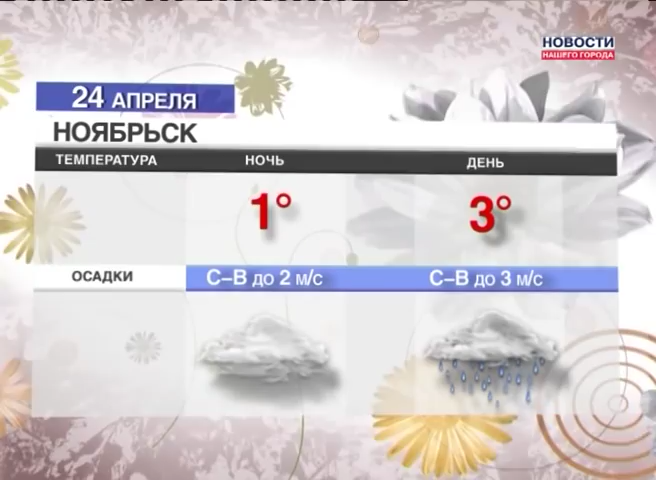 НОВОСТИ
НАШЕГО ГОРОДА
24 АПРЕЛЯ
НОЯБРЬСК
ТЕМПЕРАТУРА НОЧЬ ДЕНЬ
1° 3°
ОСАДКИ С-В ДО 2 М/С С-В ДО 3 М/С